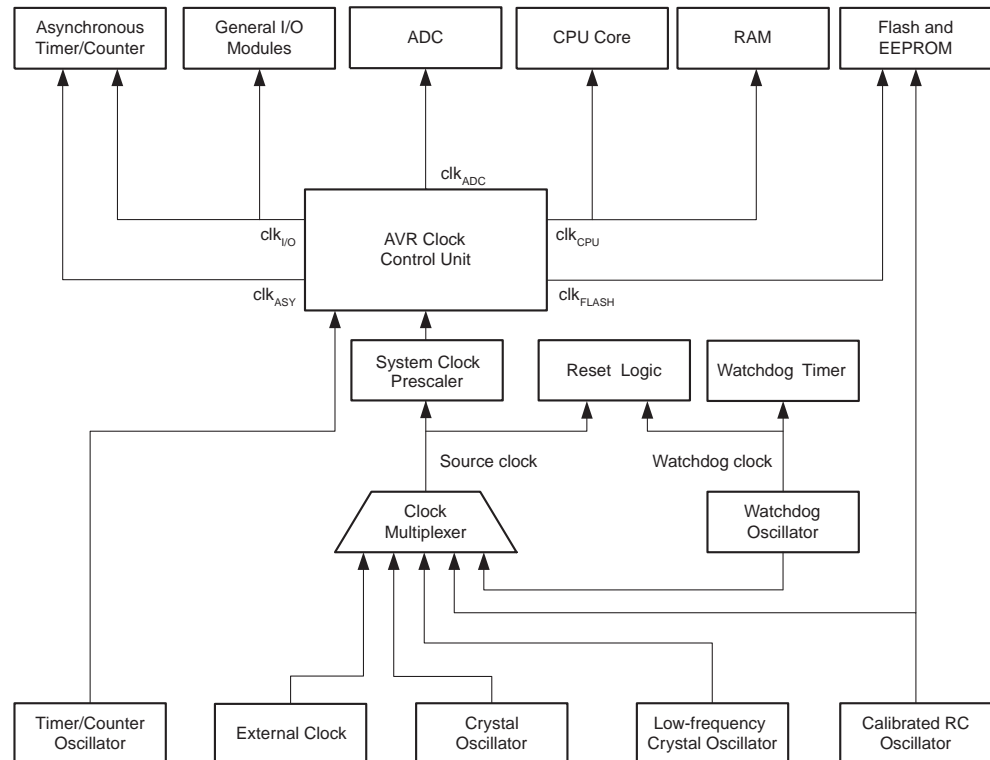 Asynchronous
Timer/Counter
General I/O
Modules
ADC
CPU Core
RAM
Flash and
EEPROM
clkADC
clkI/O
AVR Clock
Control Unit
clkCPU
clkASY
clkFLASH
System Clock
Prescaler
Reset Logic
Watchdog Timer
Source clock
Watchdog clock
Clock
Multiplexer
Watchdog
Oscillator
Timer/Counter
Oscillator
External Clock
Crystal
Oscillator
Low-frequency
Crystal Oscillator
Calibrated RC
Oscillator